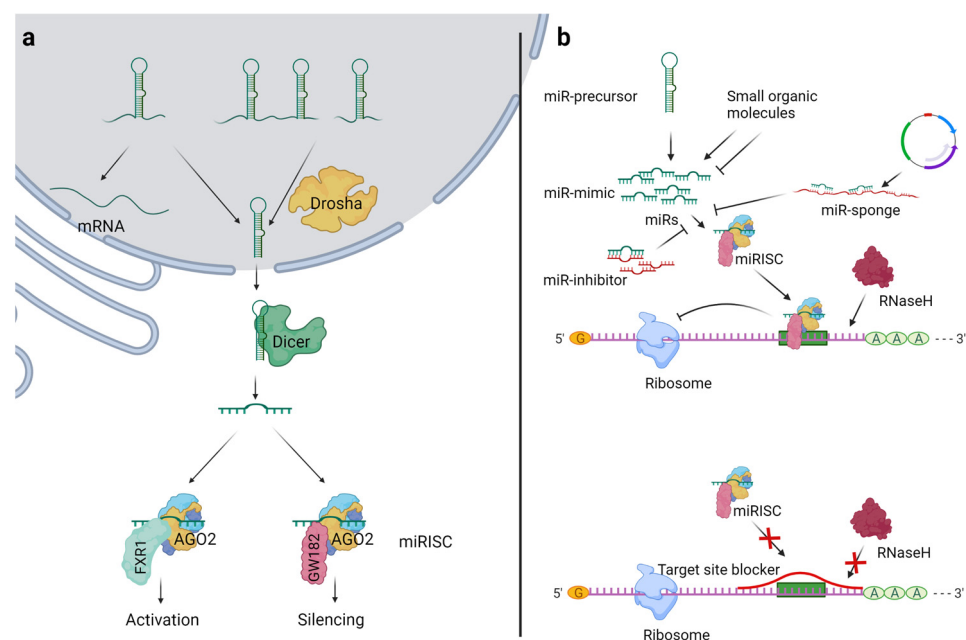 a
mRNA
Drosha
Dicer
FXR1
AGO2
GW182
AGO2
miRISC
Activation
Silencing
b
miR-precursor
Small organic
molecules
miR-mimic
miRs
miR-sponge
miRISC
miR-inhibitor
RNaseH
5'
G
A A A
3'
Ribosome
miRISC
RNaseH
Target site blocker
5'
G
A A A
3'
Ribosome